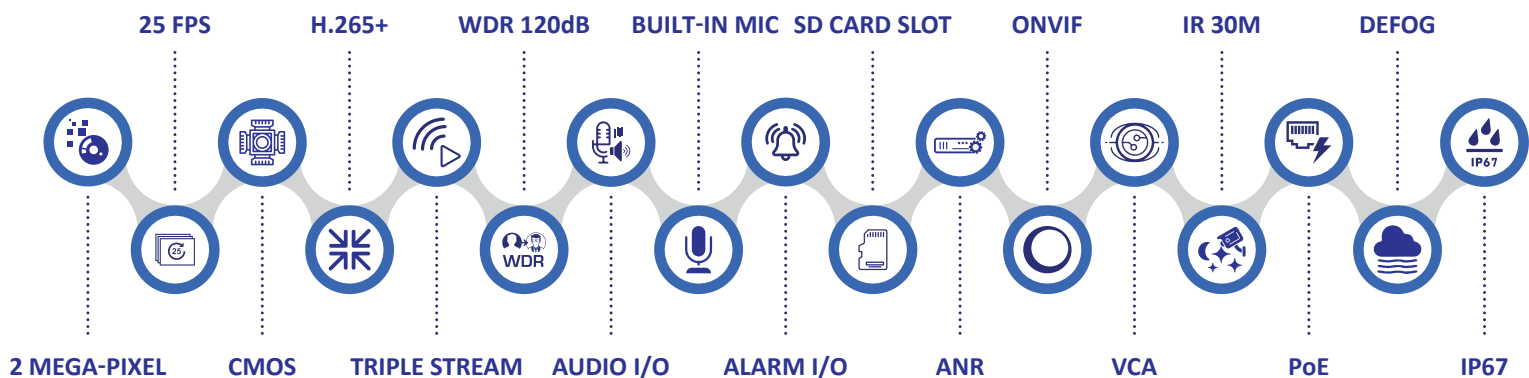 25 FPS H.265+ WDR 120dB BUILT-IN MIC SD CARD SLOT ONVIF IR 30M DEFOG
IP67
25
WDR
2 MEGA-PIXEL CMOS TRIPLE STREAM AUDIO I/O ALARM I/O ANR VCA PoE IP67